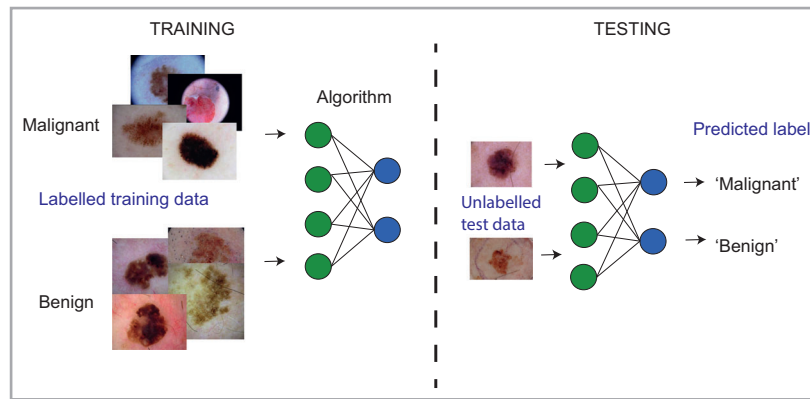 TRAINING
Malignant
Algorithm
Labelled training data
Benign
TESTING
Predicted label
Unlabelled
test data
'Malignant'
'Benign'